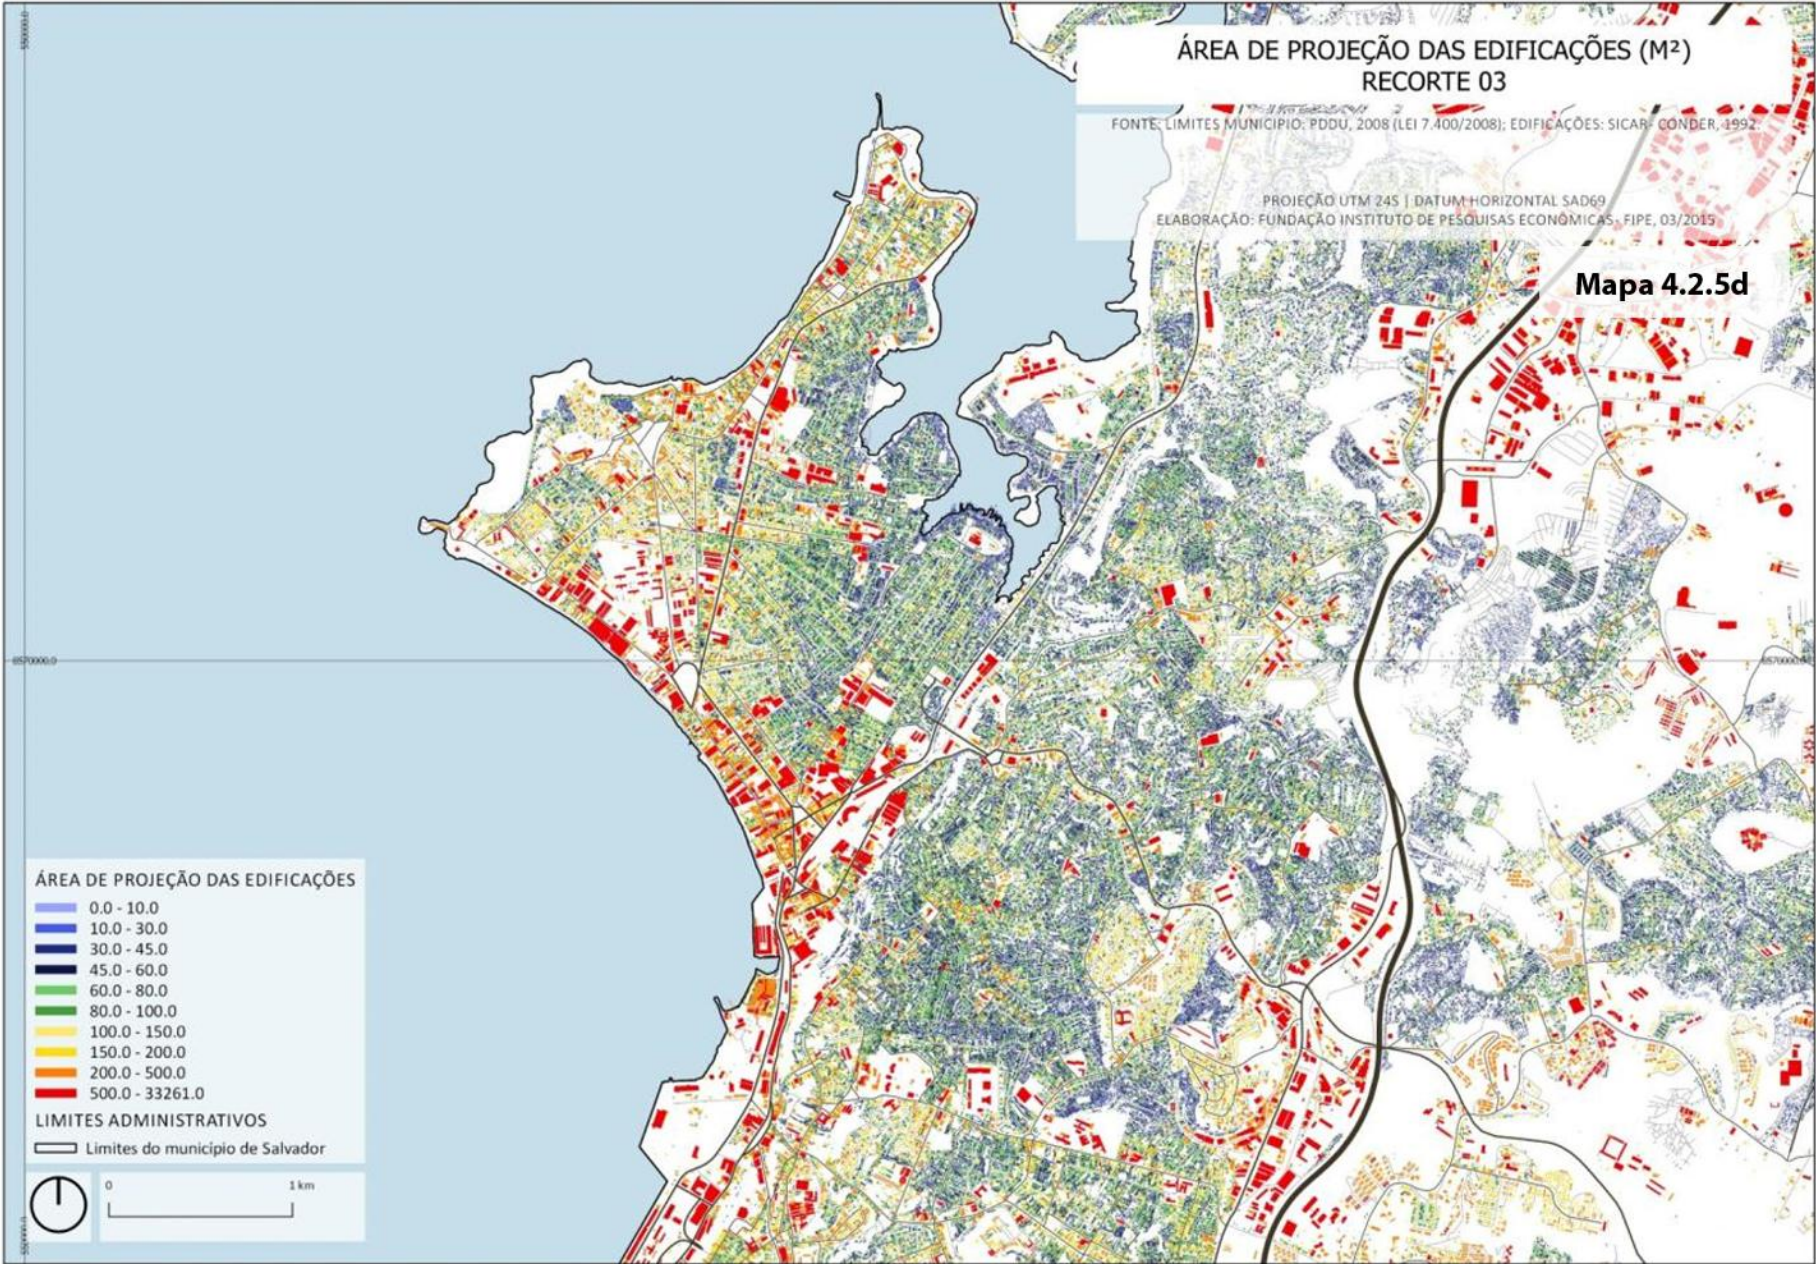 ÁREA DE PROJEÇÃO DAS EDIFICAÇÕES (M²)
RECORTE 03
FONTE: LIMITES MUNICÍPIO: PDDU, 2008 (LEI 7.400/2008); EDIFICAÇÕES: SICAR- CONDER, 1992.
PROJEÇÃO UTM 24S | DATUM HORIZONTAL SAD69
ELABORAÇÃO: FUNDAÇÃO INSTITUTO DE PESQUISAS ECONÔMICAS- FIPE, 03/2015
Mapa 4.2.5d
8570000.0
ÁREA DE PROJEÇÃO DAS EDIFICAÇÕES
0.0 - 10.0
10.0 - 30.0
30.0 - 45.0
45.0 - 60.0
60.0 - 80.0
80.0 - 100.0
100.0 - 150.0
150.0 - 200.0
200.0 - 500.0
500.0 - 33261.0
LIMITES ADMINISTRATIVOS
Limites do município de Salvador
0 1 km